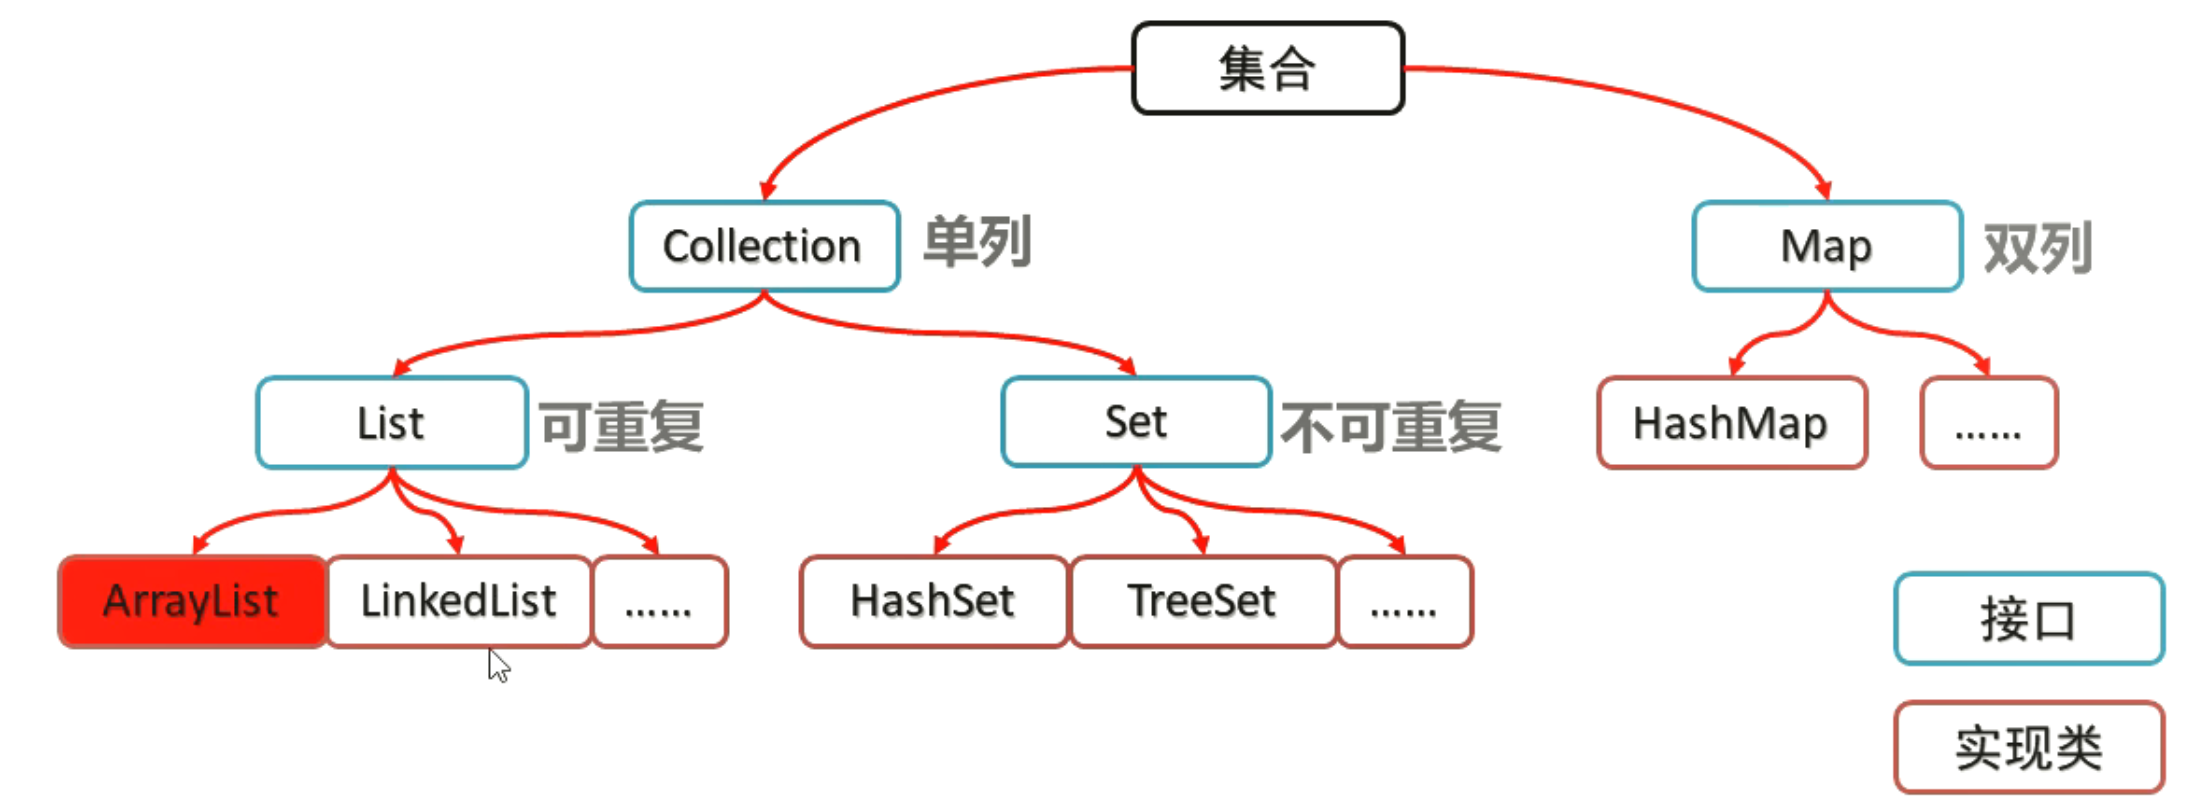 集合
Collection 单列
Map 双列
List 可重复
Set 不可重复
HashMap
......
ArrayList
LinkedList
......
HashSet
TreeSet
......
接口
实现类